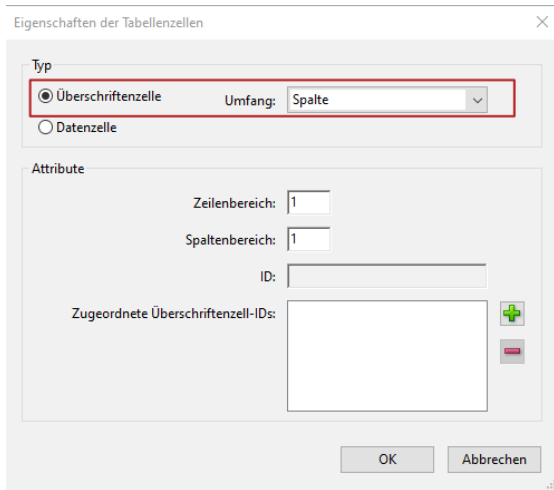 Eigenschaften der Tabellenzellen
Typ
Überschriftenzelle Umfang: Spalte
Datenzelle
Attribute
Zeilenbereich: 1
Spaltenbereich: 1
ID:
Zugeordnete Überschriftenzell-IDs:
OK Abbrechen